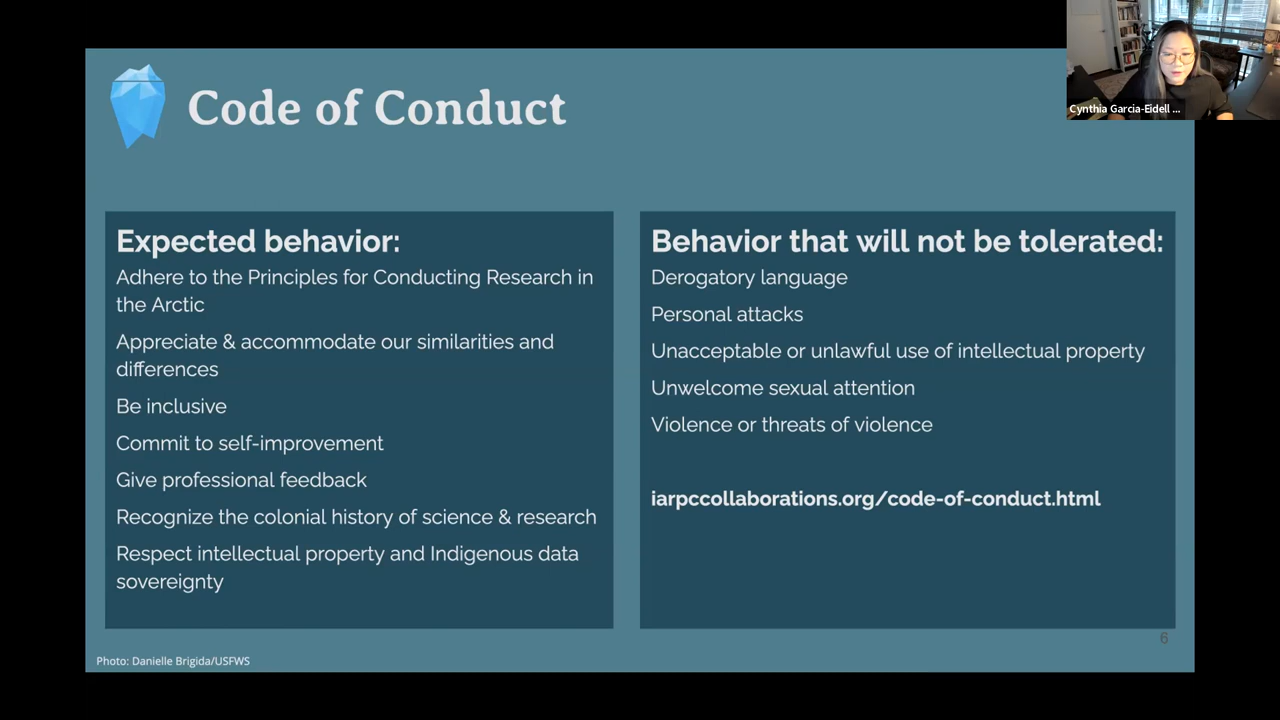 Cynthia Garcia-Eidell ...
Code of Conduct
Expected behavior:
Adhere to the Principles for Conducting Research in
the Arctic
Appreciate & accommodate our similarities and
differences
Be inclusive
Commit to self-improvement
Give professional feedback
Recognize the colonial history of science & research
Respect intellectual property and Indigenous data
sovereignty
Behavior that will not be tolerated:
Derogatory language
Personal attacks
Unacceptable or unlawful use of intellectual property
Unwelcome sexual attention
Violence or threats of violence
iarpccollaborations.org/code-of-conduct.html
6
Photo: Danielle Brigida/USFWS